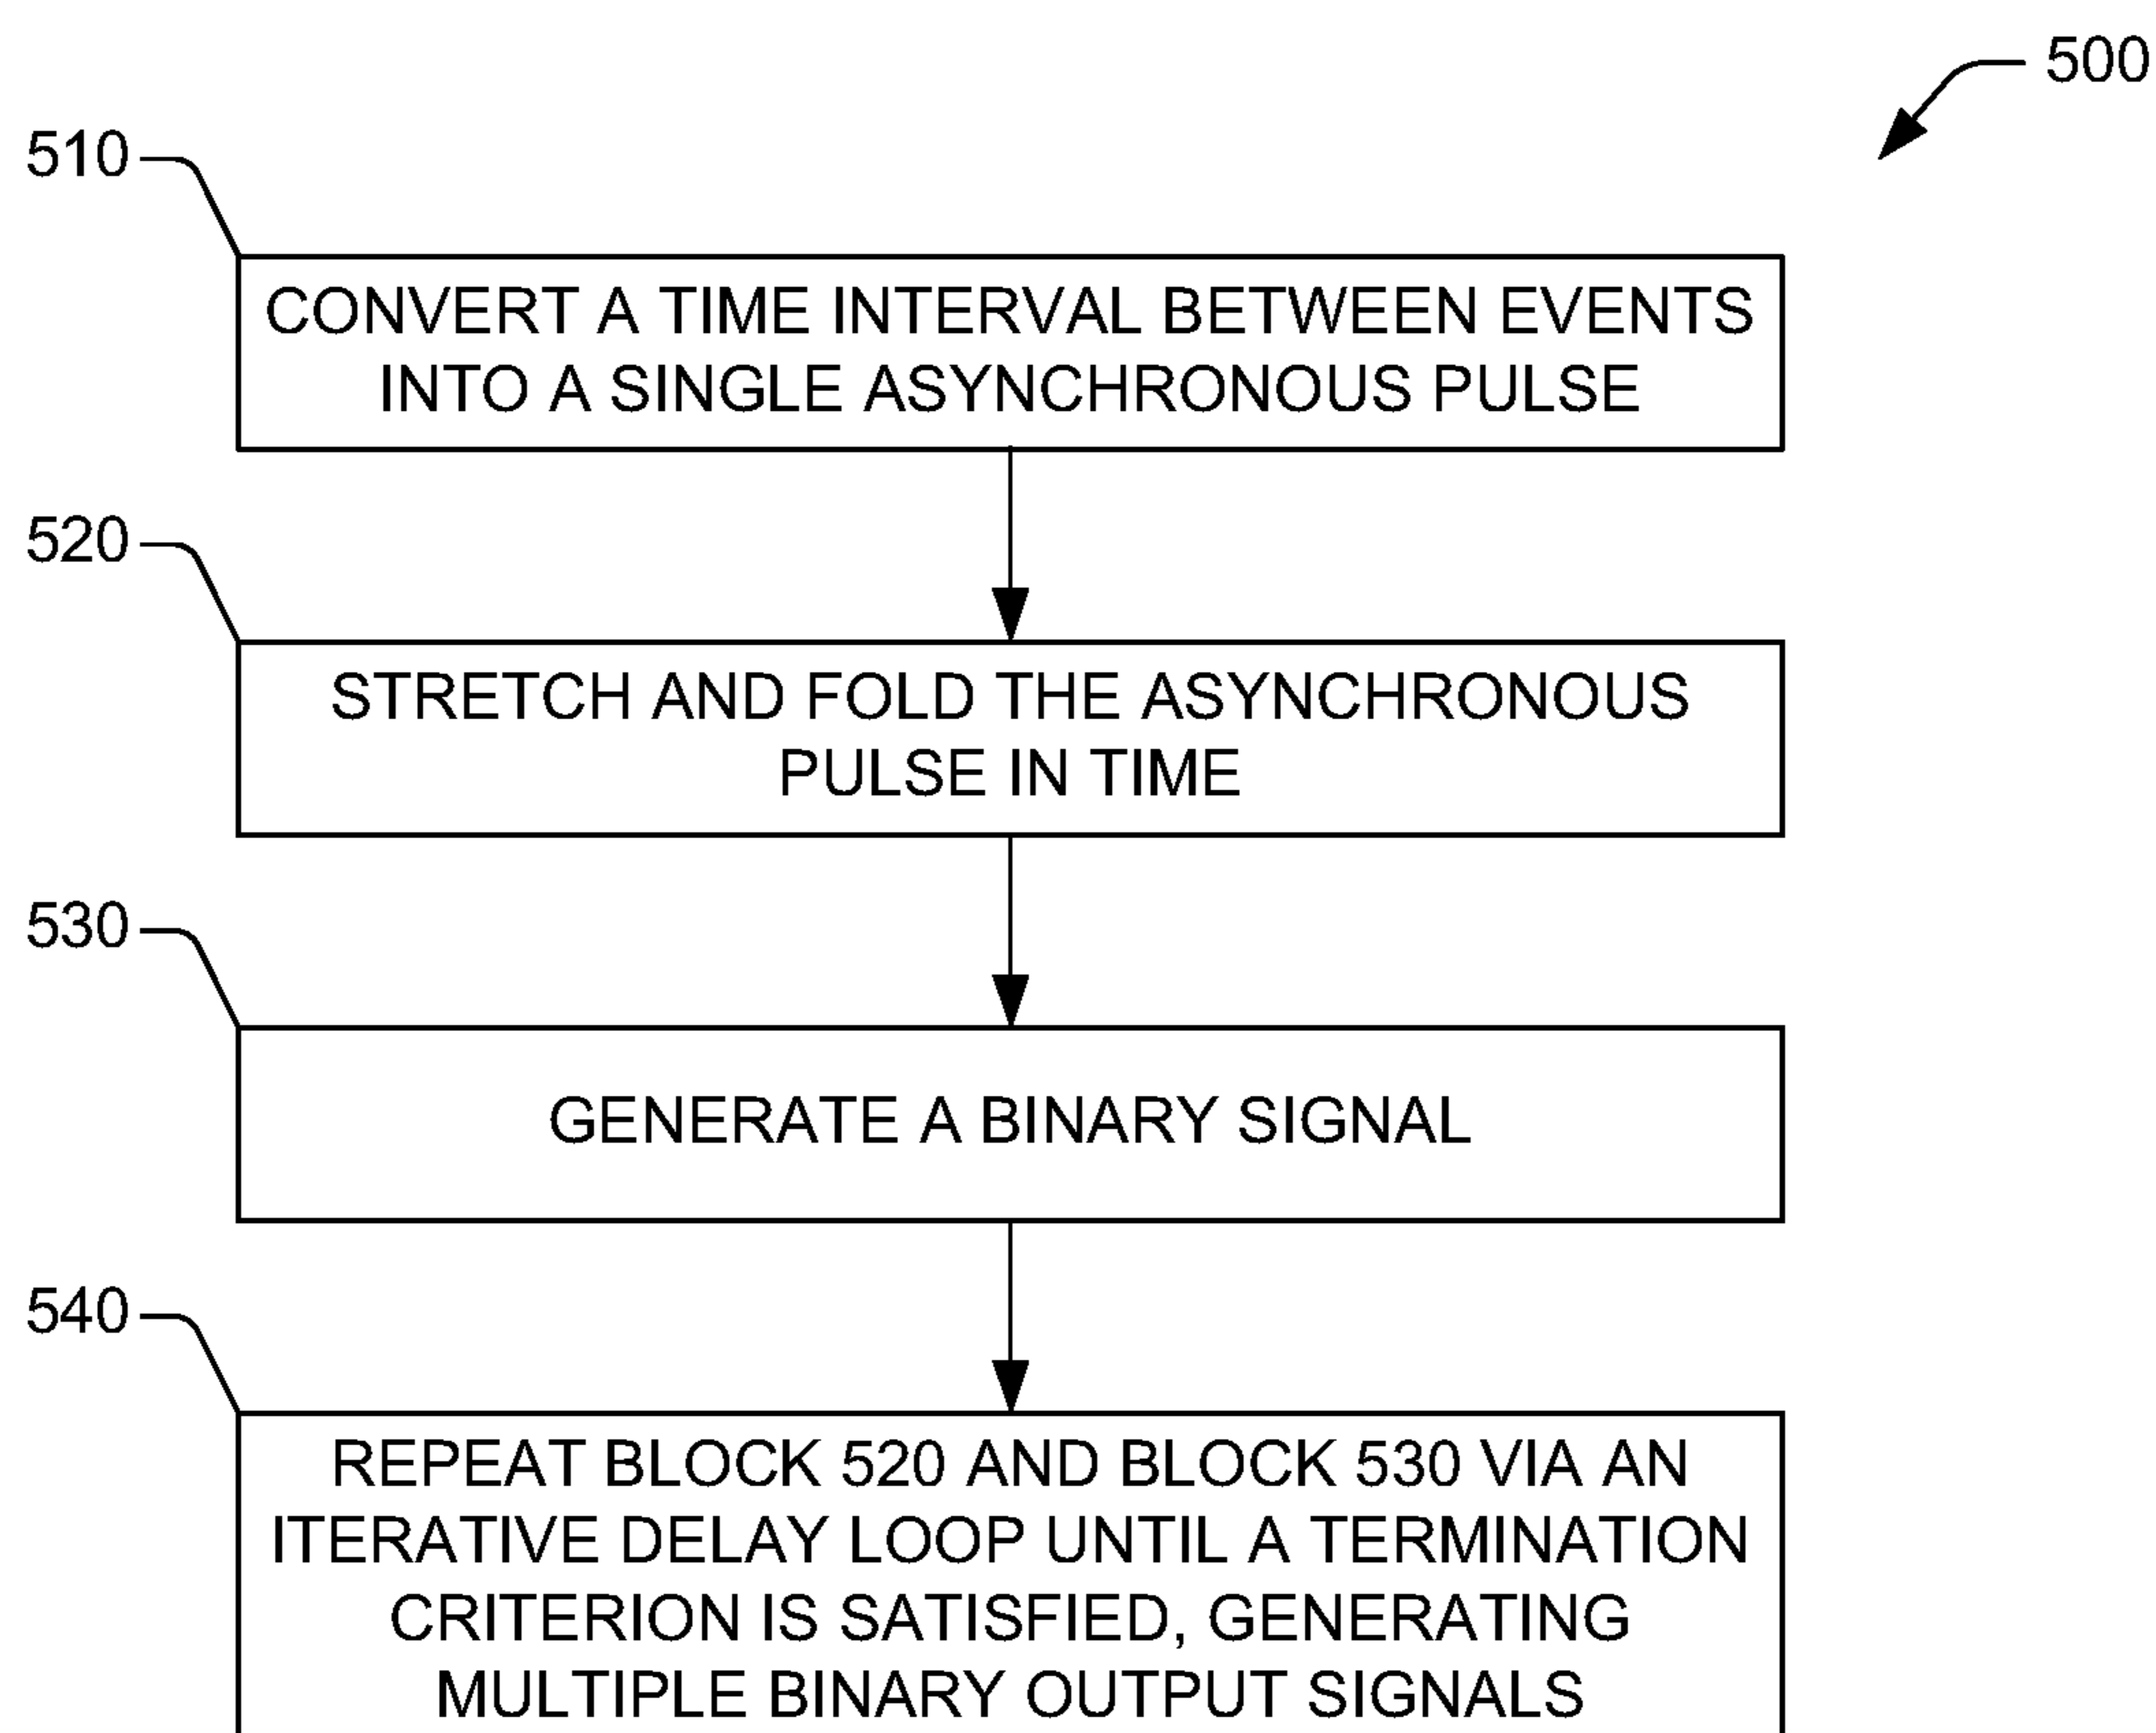 500
510
CONVERT A TIME INTERVAL BETWEEN EVENTS
INTO A SINGLE ASYNCHRONOUS PULSE
520
STRETCH AND FOLD THE ASYNCHRONOUS
PULSE IN TIME
530
GENERATE A BINARY SIGNAL
540
REPEAT BLOCK 520 AND BLOCK 530 VIA AN
ITERATIVE DELAY LOOP UNTIL A TERMINATION
CRITERION IS SATISFIED, GENERATING
MULTIPLE BINARY OUTPUT SIGNALS